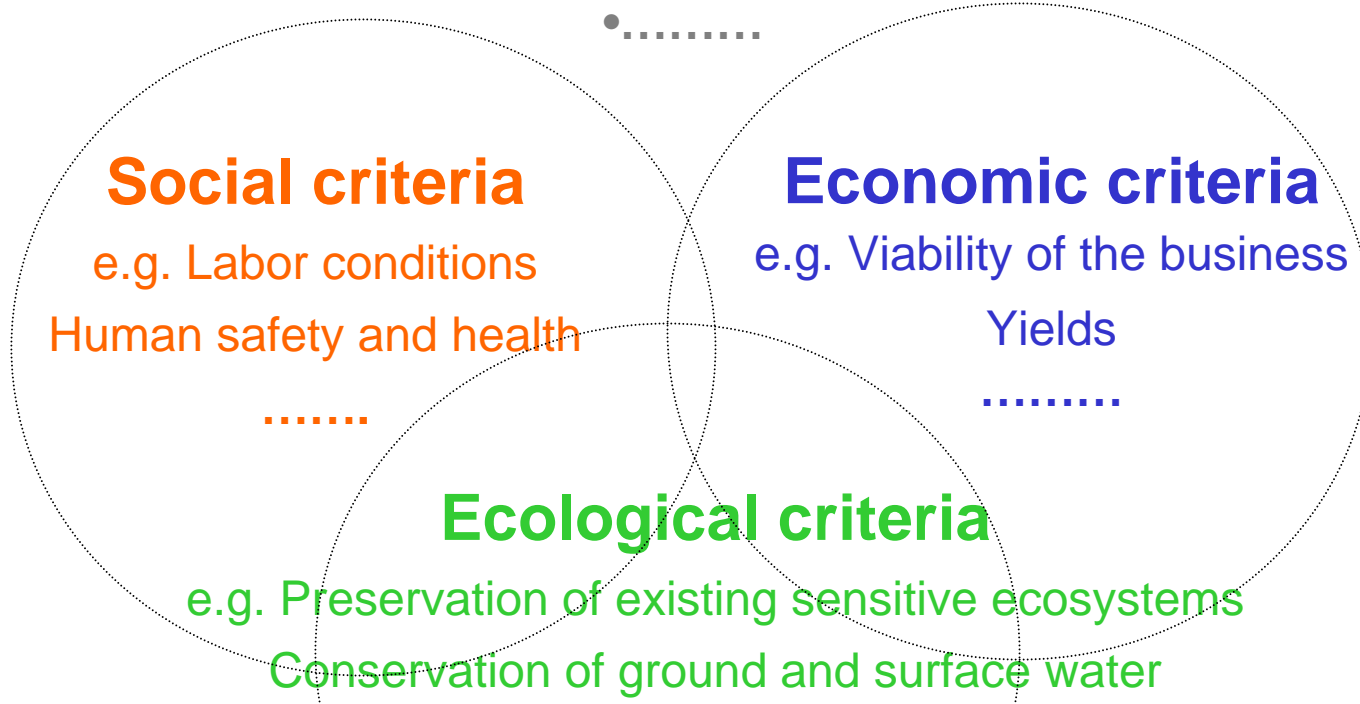 •.........
Social criteria
e.g. Labor conditions
Human safety and health
.......
Economic criteria
e.g. Viability of the business
Yields
.........
Ecological criteria
e.g. Preservation of existing sensitive ecosystems
Conservation of ground and surface water